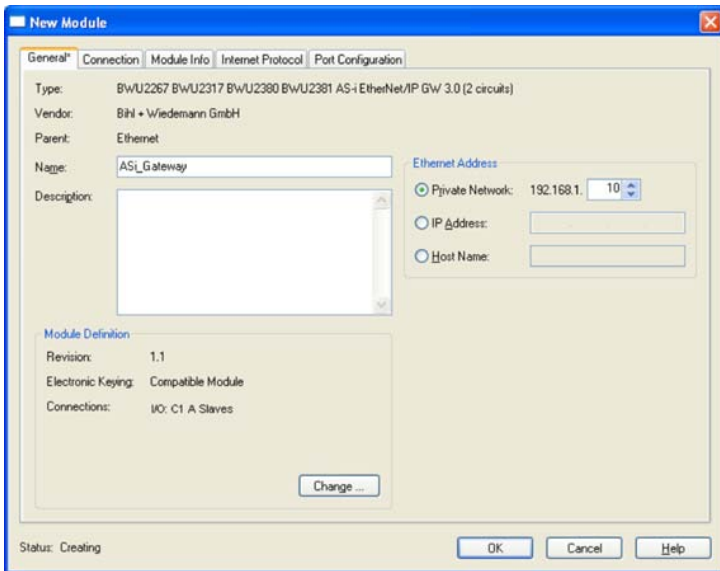 New Module
General* Connection Module Info Internet Protocol Port Configuration
Type: BWU2267 BWU2317 BWU2380 BWU2381 AS-i EtherNet/IP GW 3.0 (2 circuits)
Vendor: Bihl + Wiedemann GmbH
Parent: Ethernet
Name: ASi_Gateway
Description:
Ethernet Address
Private Network: 192.168.1. 10
IP Address:
Host Name:
Module Definition
Revision: 1.1
Electronic Keying: Compatible Module
Connections: I/O: C1 A Slaves
Change ...
Status: Creating
OK Cancel Help